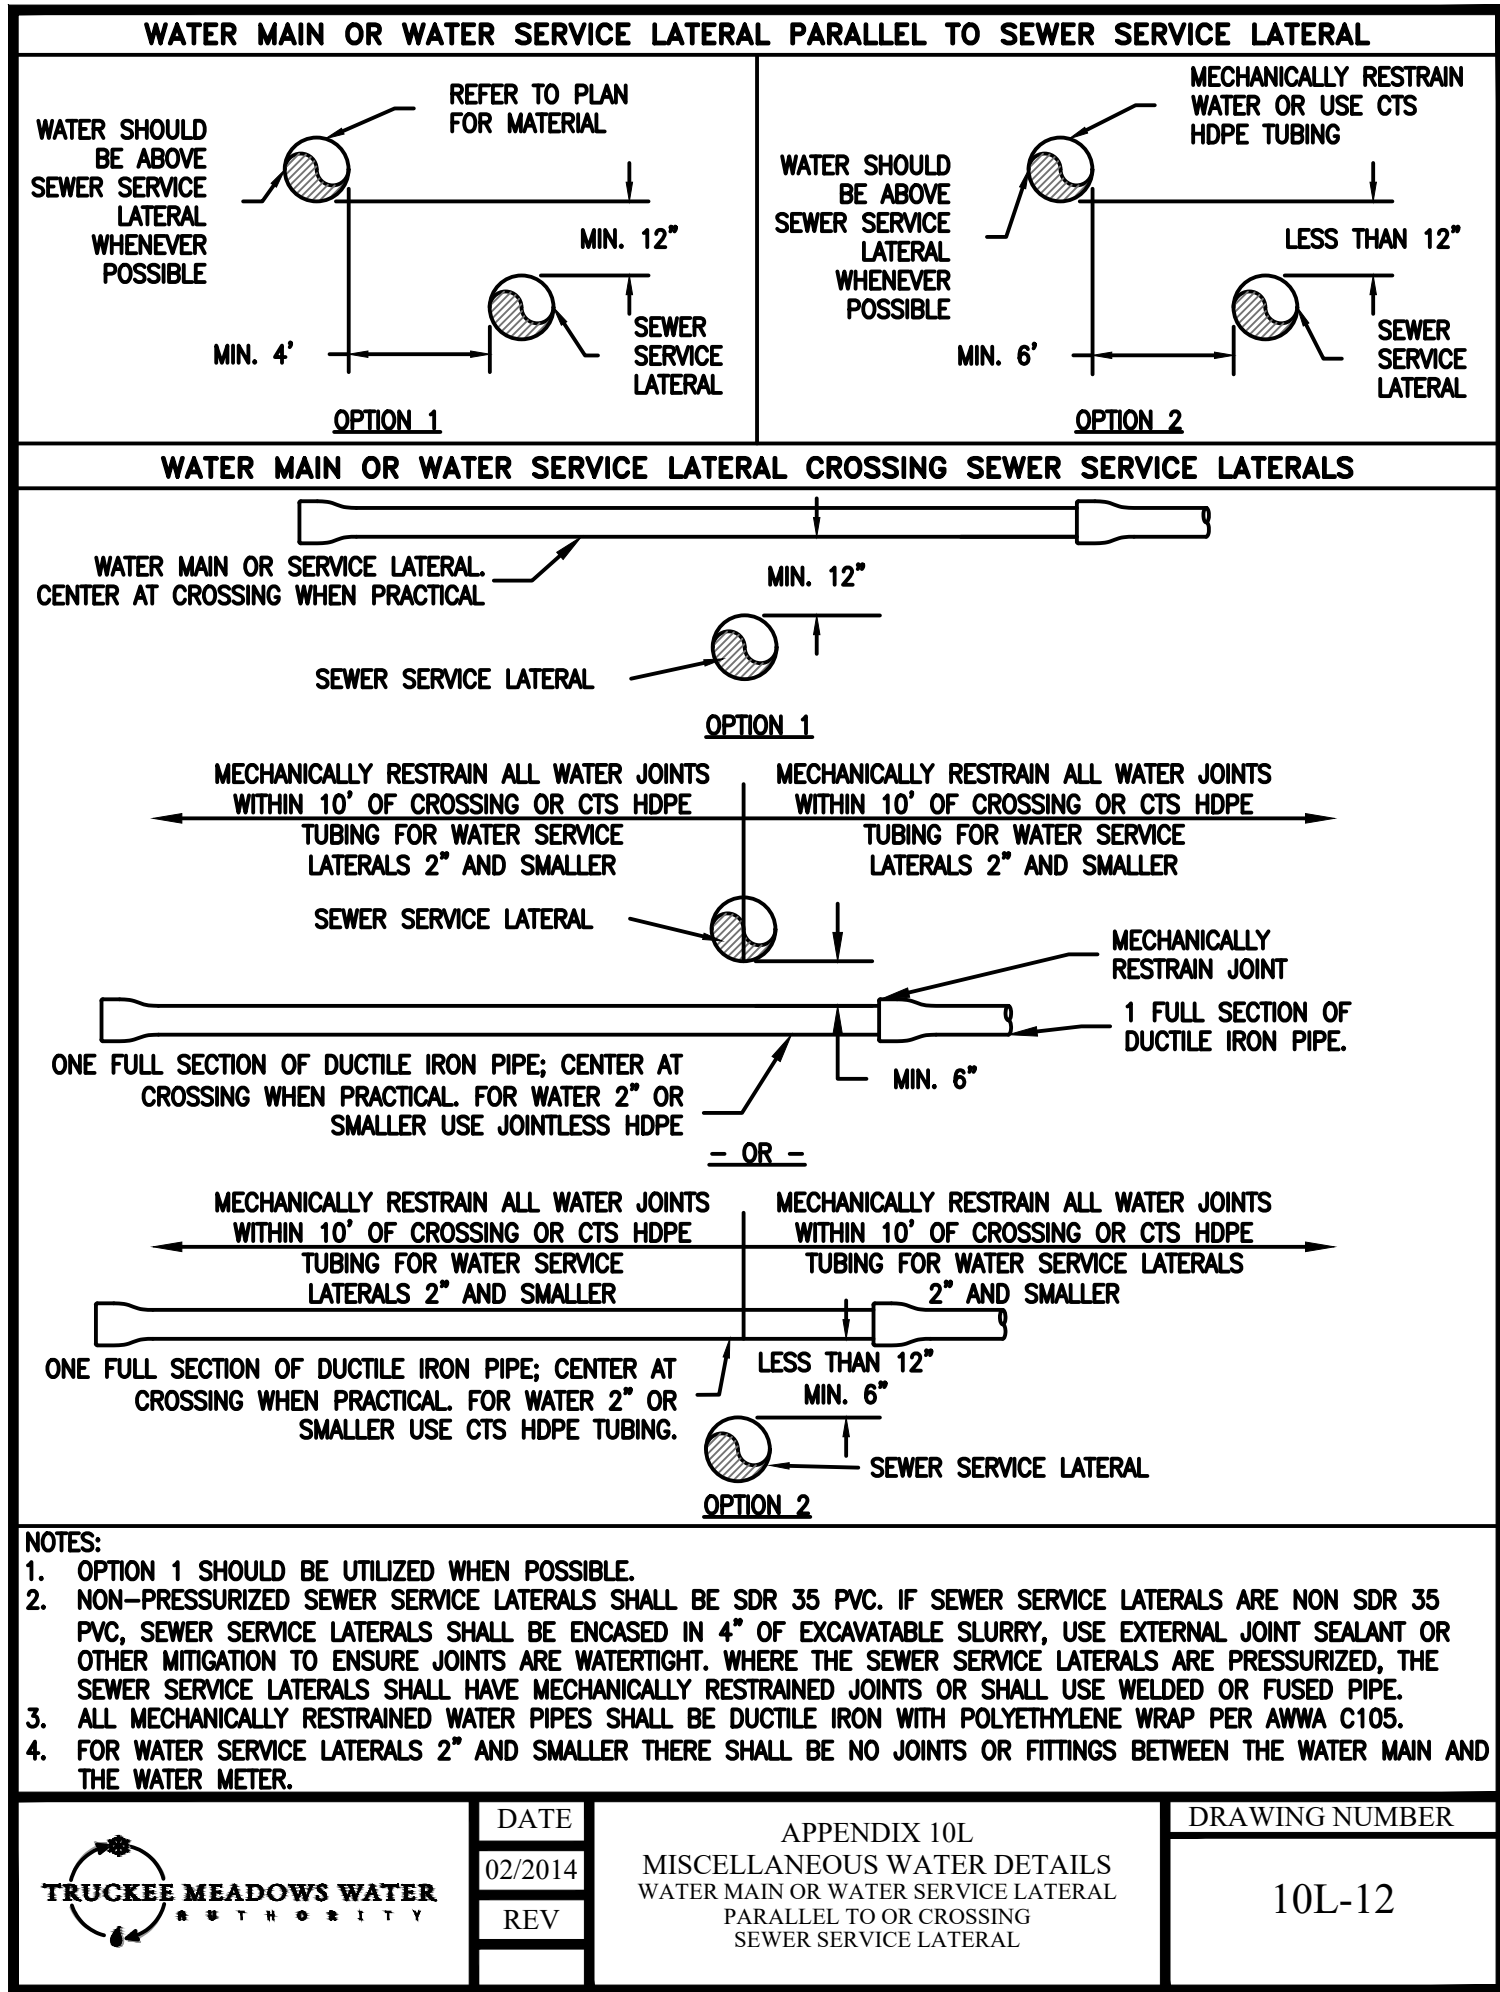 WATER MAIN OR WATER SERVICE LATERAL PARALLEL TO SEWER SERVICE LATERAL
WATER SHOULD
BE ABOVE
SEWER SERVICE
LATERAL
WHENEVER
POSSIBLE
REFER TO PLAN
FOR MATERIAL
MIN. 12"
SEWER
SERVICE
LATERAL
MIN. 4'
OPTION 1
WATER SHOULD
BE ABOVE
SEWER SERVICE
LATERAL
WHENEVER
POSSIBLE
MECHANICALLY RESTRAIN
WATER OR USE CTS
HDPE TUBING
LESS THAN 12"
SEWER
SERVICE
LATERAL
MIN. 6'
OPTION 2
WATER MAIN OR WATER SERVICE LATERAL CROSSING SEWER SERVICE LATERALS
WATER MAIN OR SERVICE LATERAL.
CENTER AT CROSSING WHEN PRACTICAL
MIN. 12"
SEWER SERVICE LATERAL
OPTION 1
MECHANICALLY RESTRAIN ALL WATER JOINTS
WITHIN 10' OF CROSSING OR CTS HDPE
TUBING FOR WATER SERVICE
LATERALS 2" AND SMALLER
MECHANICALLY RESTRAIN ALL WATER JOINTS
WITHIN 10' OF CROSSING OR CTS HDPE
TUBING FOR WATER SERVICE
LATERALS 2" AND SMALLER
SEWER SERVICE LATERAL
MECHANICALLY
RESTRAIN JOINT
1 FULL SECTION OF
DUCTILE IRON PIPE.
ONE FULL SECTION OF DUCTILE IRON PIPE; CENTER AT
CROSSING WHEN PRACTICAL. FOR WATER 2" OR
SMALLER USE JOINTLESS HDPE
MIN. 6"
- OR -
MECHANICALLY RESTRAIN ALL WATER JOINTS
WITHIN 10' OF CROSSING OR CTS HDPE
TUBING FOR WATER SERVICE
LATERALS 2" AND SMALLER
MECHANICALLY RESTRAIN ALL WATER JOINTS
WITHIN 10' OF CROSSING OR CTS HDPE
TUBING FOR WATER SERVICE LATERALS
2" AND SMALLER
ONE FULL SECTION OF DUCTILE IRON PIPE; CENTER AT
CROSSING WHEN PRACTICAL. FOR WATER 2" OR
SMALLER USE CTS HDPE TUBING.
LESS THAN 12"
MIN. 6"
SEWER SERVICE LATERAL
OPTION 2
NOTES:
1. OPTION 1 SHOULD BE UTILIZED WHEN POSSIBLE.
2. NON-PRESSURIZED SEWER SERVICE LATERALS SHALL BE SDR 35 PVC. IF SEWER SERVICE LATERALS ARE NON SDR 35
PVC, SEWER SERVICE LATERALS SHALL BE ENCASED IN 4" OF EXCAVATABLE SLURRY, USE EXTERNAL JOINT SEALANT OR
OTHER MITIGATION TO ENSURE JOINTS ARE WATERTIGHT. WHERE THE SEWER SERVICE LATERALS ARE PRESSURIZED, THE
SEWER SERVICE LATERALS SHALL HAVE MECHANICALLY RESTRAINED JOINTS OR SHALL USE WELDED OR FUSED PIPE.
3. ALL MECHANICALLY RESTRAINED WATER PIPES SHALL BE DUCTILE IRON WITH POLYETHYLENE WRAP PER AWWA C105.
4. FOR WATER SERVICE LATERALS 2" AND SMALLER THERE SHALL BE NO JOINTS OR FITTINGS BETWEEN THE WATER MAIN AND
THE WATER METER.
TRUCKEE MEADOWS WATER
AUTHORITY
DATE
02/2014
REV
APPENDIX 10L
MISCELLANEOUS WATER DETAILS
WATER MAIN OR WATER SERVICE LATERAL
PARALLEL TO OR CROSSING
SEWER SERVICE LATERAL
DRAWING NUMBER
10L-12